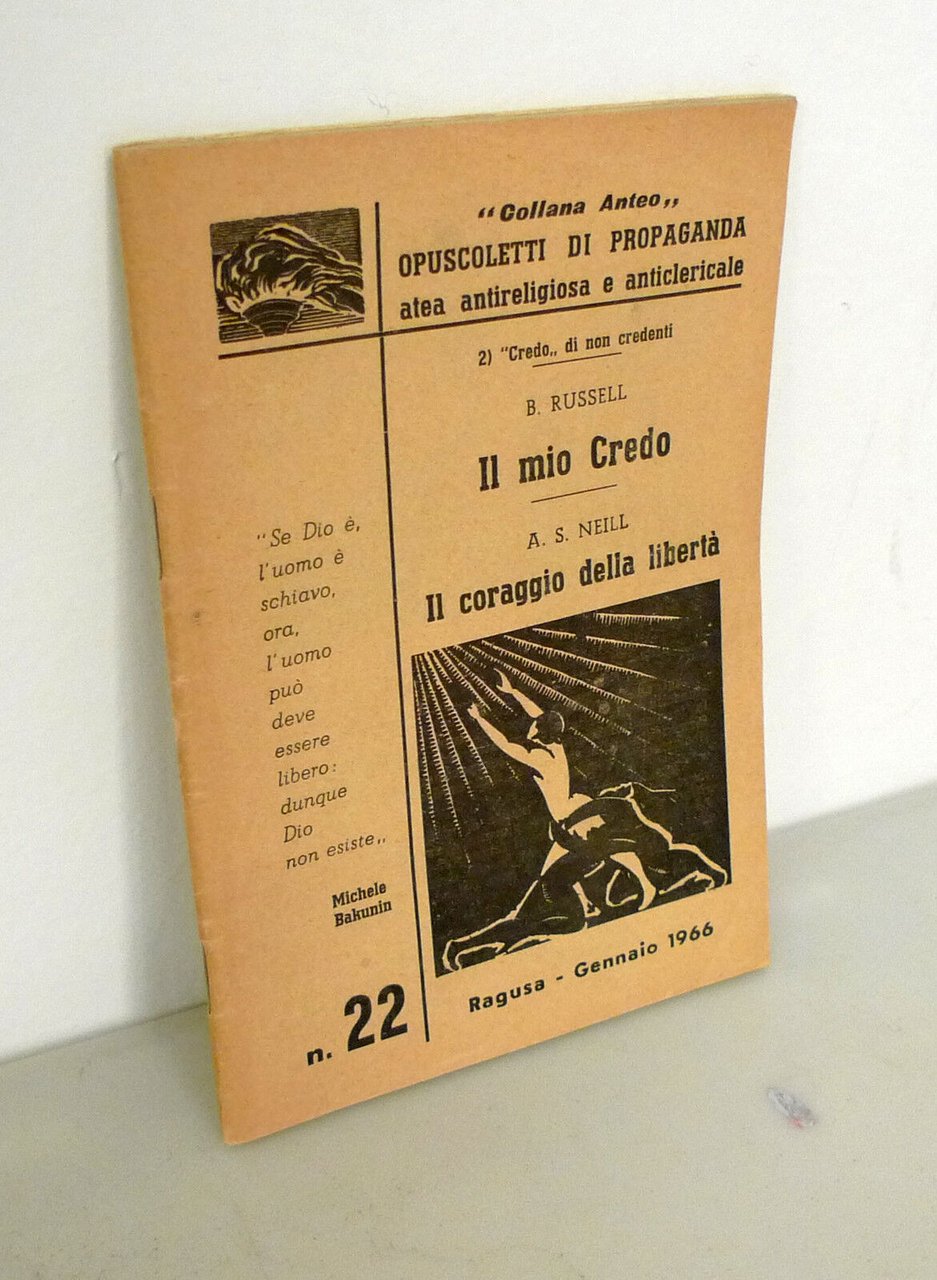 “Collana Anteo„
OPUSCOLETTI DI PROPAGANDA
atea antireligiosa e anticlericale
2) “Credo„ di non credenti
B. RUSSELL
Il mio Credo
A. S. NEILL
Il coraggio della libertà
“Se Dio è,
l'uomo è
schiavo,
ora,
l'uomo
può
deve
essere
libero:
dunque
Dio
non esiste„
Michele
Bakunin
n. 22
Ragusa - Gennaio 1966